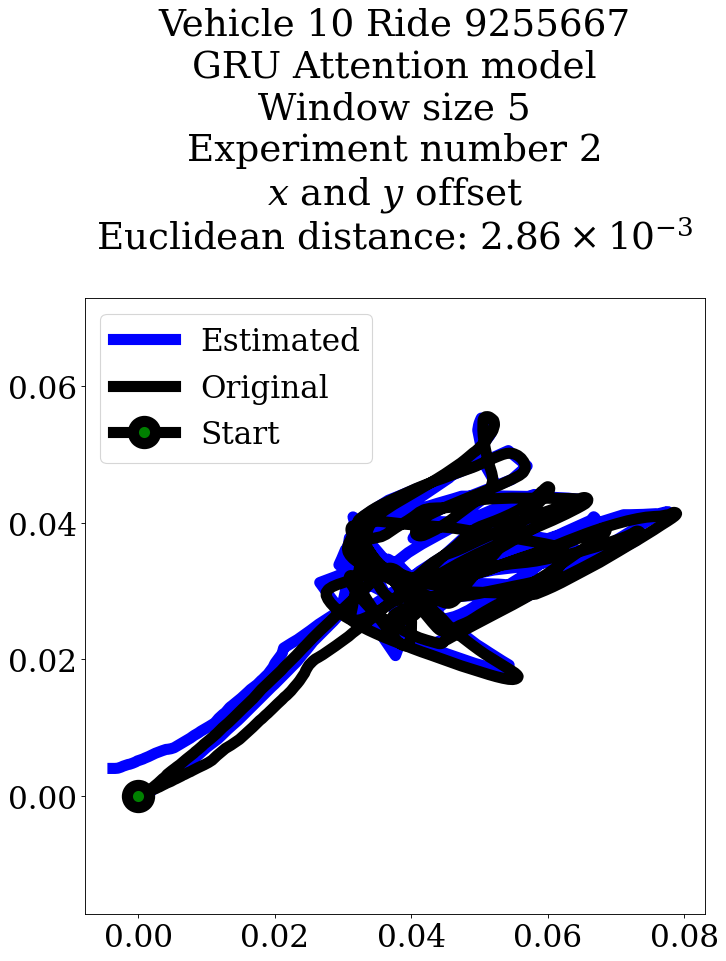 Vehicle 10 Ride 9255667
GRU Attention model
Window size 5
Experiment number 2
x and y offset
Euclidean distance: 2.86 × 10⁻³
Estimated
Original
Start
0.06
0.04
0.02
0.00
0.00 0.02 0.04 0.06 0.08